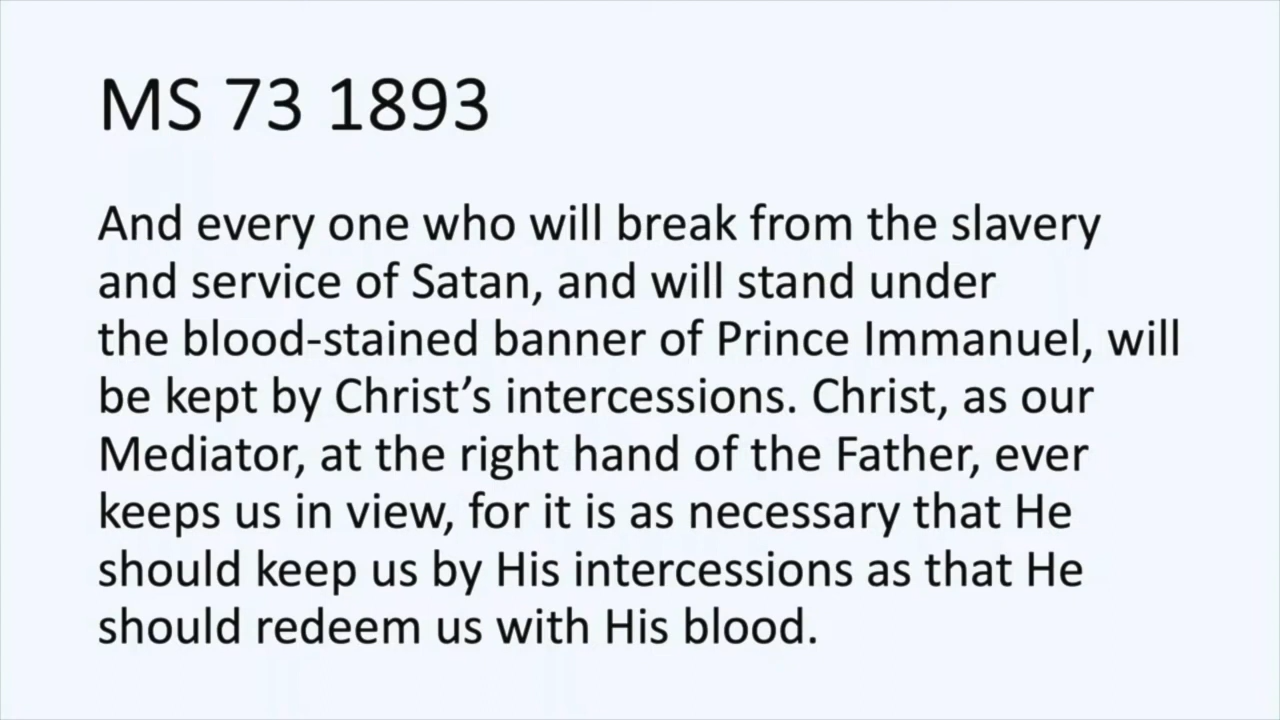 MS 73 1893
And every one who will break from the slavery
and service of Satan, and will stand under
the blood-stained banner of Prince Immanuel, will
be kept by Christ’s intercessions. Christ, as our
Mediator, at the right hand of the Father, ever
keeps us in view, for it is as necessary that He
should keep us by His intercessions as that He
should redeem us with His blood.